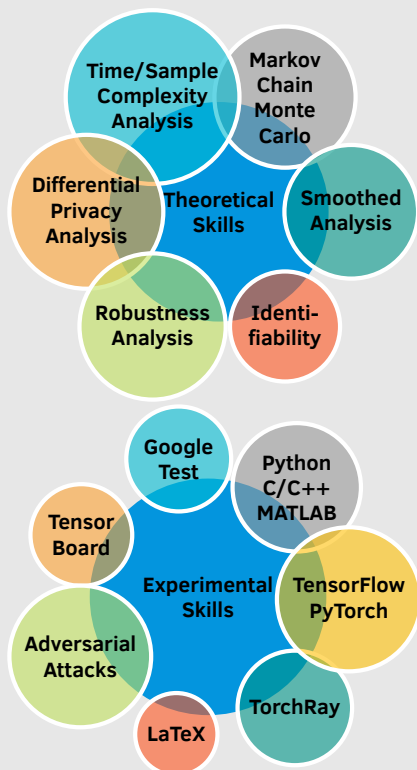 Time/Sample
Complexity
Analysis
Markov
Chain
Monte
Carlo
Differential
Privacy
Analysis
Theoretical
Skills
Smoothed
Analysis
Robustness
Analysis
Identi-
fiability
Google
Test
Python
C/C++
MATLAB
Tensor
Board
Experimental
Skills
TensorFlow
PyTorch
Adversarial
Attacks
TorchRay
LaTeX